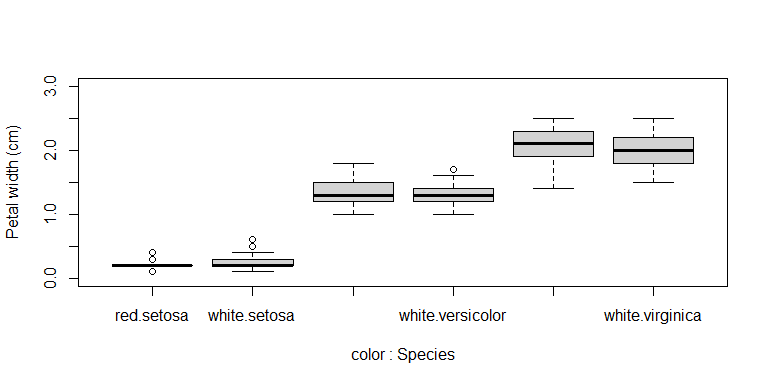 Petal width (cm)
3.0
2.0
1.0
0.0
red.setosa white.setosa white.versicolor white.virginica
color : Species